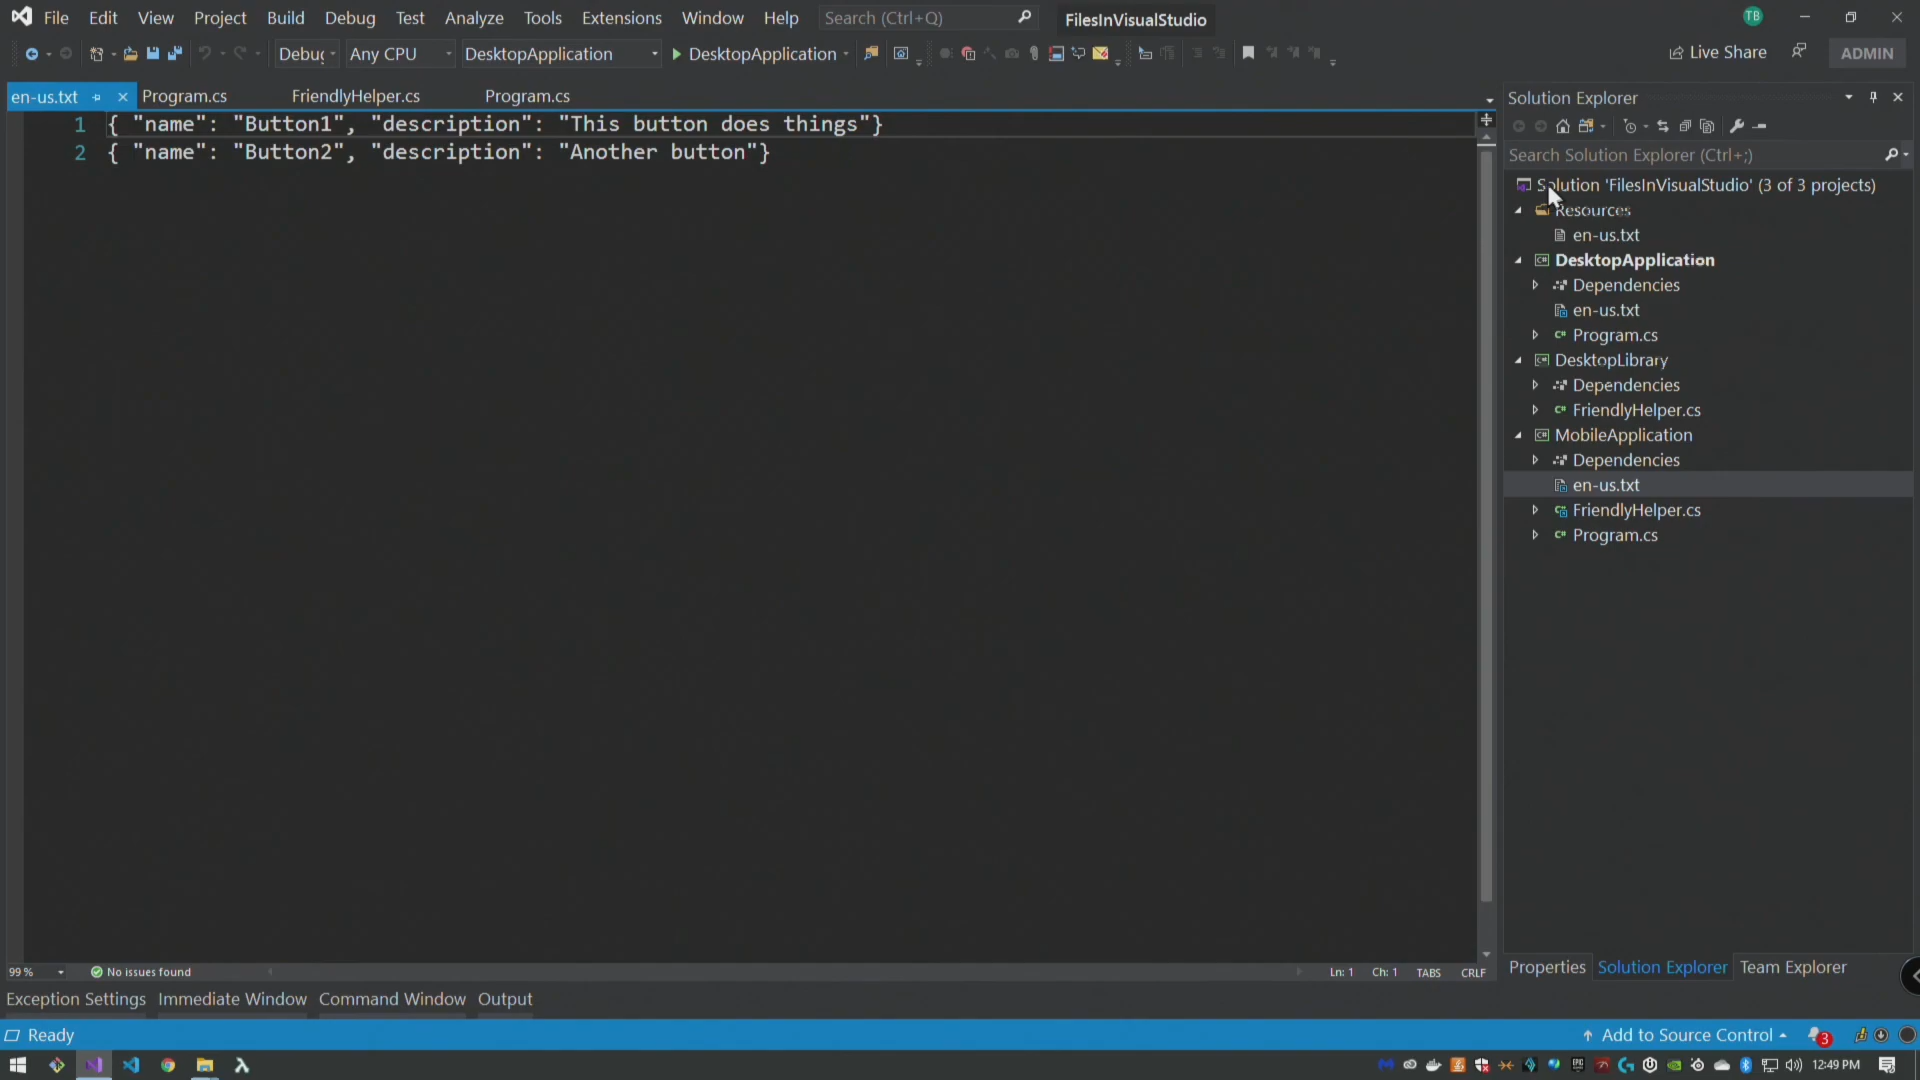 File Edit View Project Build Debug Test Analyze Tools Extensions Window Help Search (Ctrl+Q) FilesInVisualStudio TB
Debug Any CPU DesktopApplication DesktopApplication Live Share ADMIN
en-us.txt Program.cs FriendlyHelper.cs Program.cs
1 { "name": "Button1", "description": "This button does things"}
2 { "name": "Button2", "description": "Another button"}
Solution Explorer
Search Solution Explorer (Ctrl+;)
Solution 'FilesInVisualStudio' (3 of 3 projects)
Resources
en-us.txt
DesktopApplication
Dependencies
en-us.txt
Program.cs
DesktopLibrary
Dependencies
FriendlyHelper.cs
MobileApplication
Dependencies
en-us.txt
FriendlyHelper.cs
Program.cs
99 % No issues found Ln: 1 Ch: 1 TABS CRLF
Properties Solution Explorer Team Explorer
Exception Settings Immediate Window Command Window Output
Ready Add to Source Control 3
12:49 PM